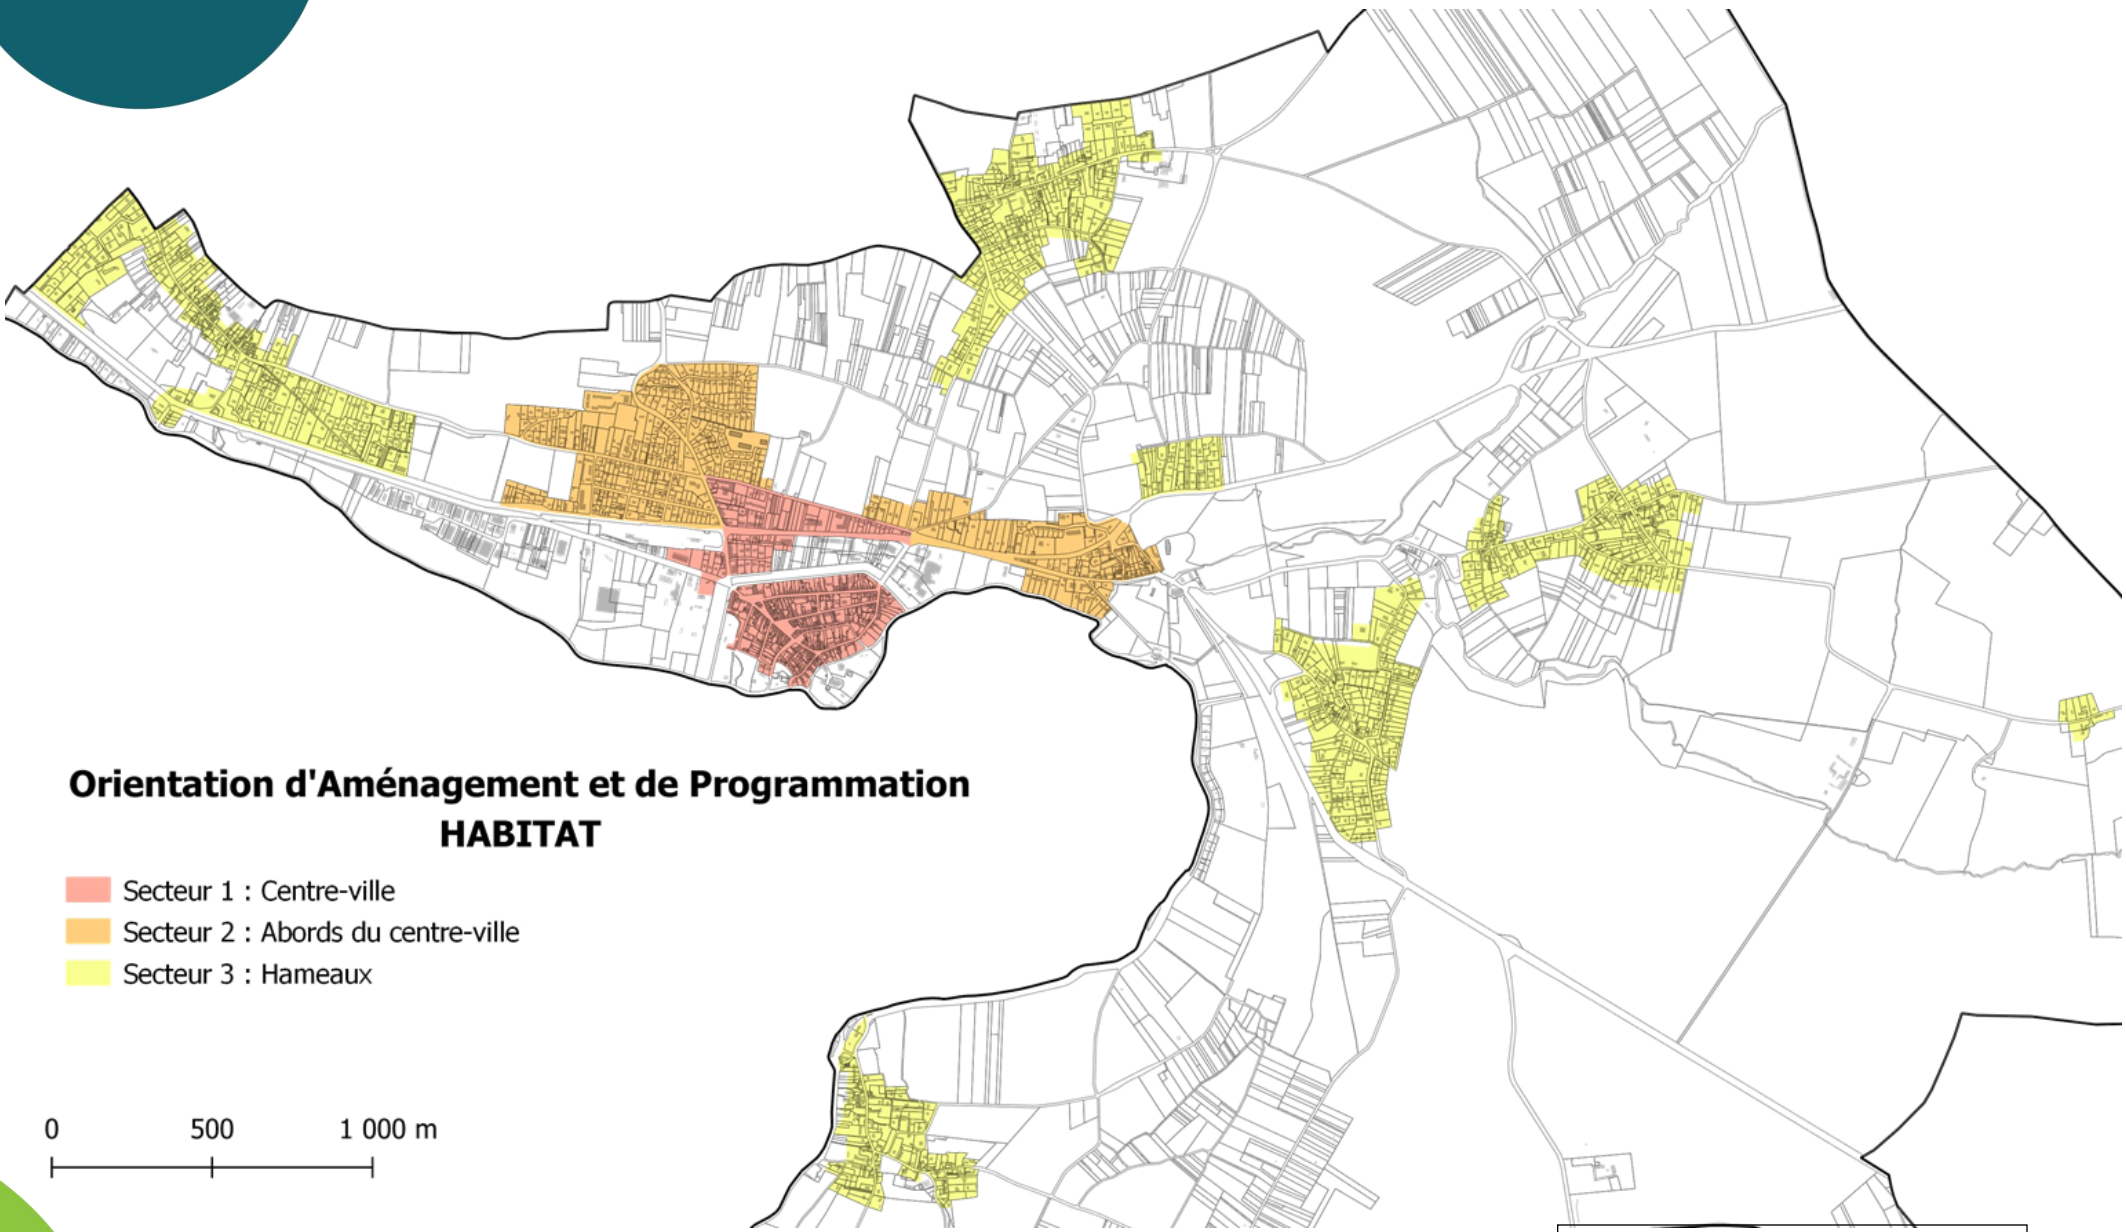 Orientation d'Aménagement et de Programmation
HABITAT
Secteur 1 : Centre-ville
Secteur 2 : Abords du centre-ville
Secteur 3 : Hameaux
0 500 1 000 m